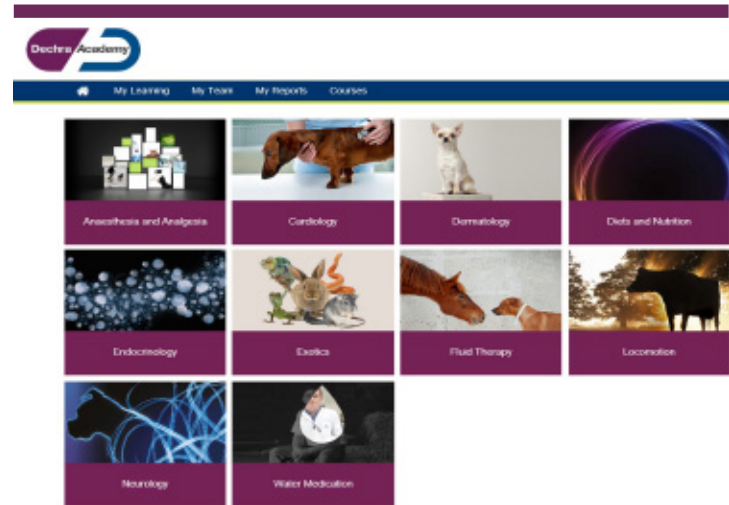 Dechra Academy
My Learning My Team My Reports Courses
Anaesthesia and Analgesia Cardiology Dermatology Diets and Nutrition
Endocrinology Exotics Fluid Therapy Locomotion
Neurology Water Medication